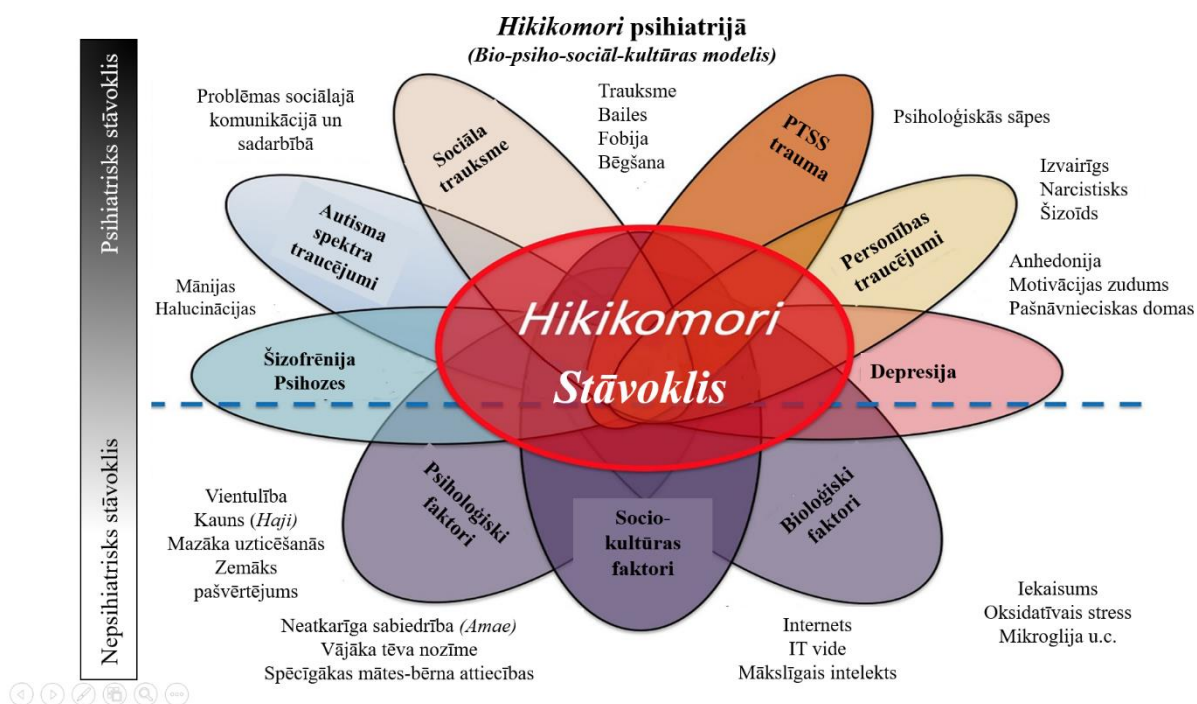 Hikikomori psihiatrijā
(Bio-psiho-sociāl-kultūras modelis)
Psihiatrisks stāvoklis
Nepsihiatrisks stāvoklis
Problēmas sociālajā
komunikācijā un
sadarbībā
Sociāla
trauksme
Trauksme
Bailes
Fobija
Bēgšana
PTSS
trauma
Psiholoģiskās sāpes
Autisma
spektra
traucējumi
Personības
traucējumi
Izvairīgs
Narcistisks
Šizoīds
Mānijas
Halucinācijas
Šizofrēnija
Psihozes
Hikikomori
Stāvoklis
Depresija
Anhedonija
Motivācijas zudums
Pašnāvnieciskas domas
Vientulība
Kauns (Haji)
Mazāka uzticēšanās
Zemāks
pašvērtējums
Psiholoģiski
faktori
Socio-
kultūras
faktori
Bioloģiski
faktori
Neatkarīga sabiedrība (Amae)
Vājāka tēva nozīme
Spēcīgākas mātes-bērna attiecības
Internets
IT vide
Mākslīgais intelekts
Iekaisums
Oksidatīvais stress
Mikroglija u.c.